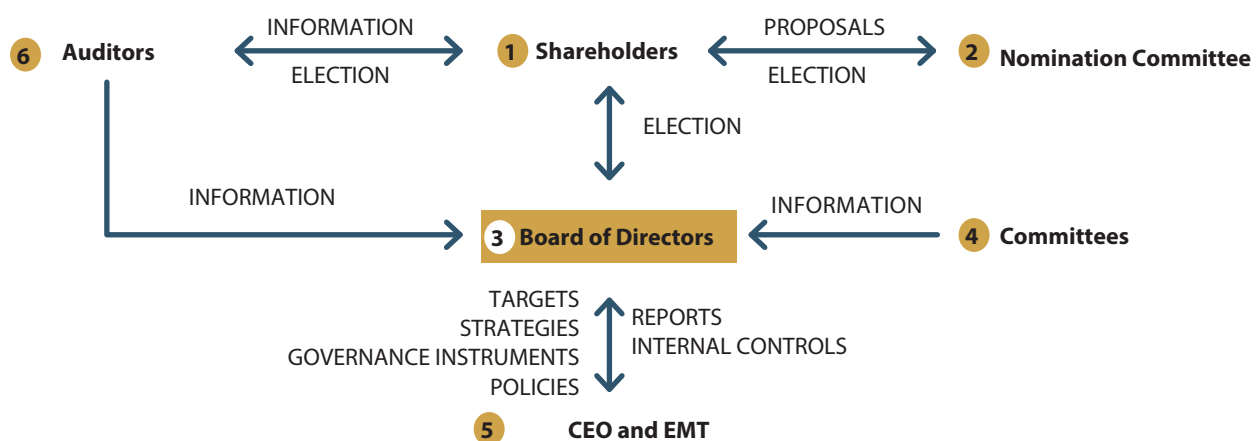 INFORMATION
PROPOSALS
6 Auditors
1 Shareholders
2 Nomination Committee
ELECTION
ELECTION
ELECTION
INFORMATION
INFORMATION
3 Board of Directors
4 Committees
TARGETS
STRATEGIES
GOVERNANCE INSTRUMENTS
POLICIES
REPORTS
INTERNAL CONTROLS
5 CEO and EMT